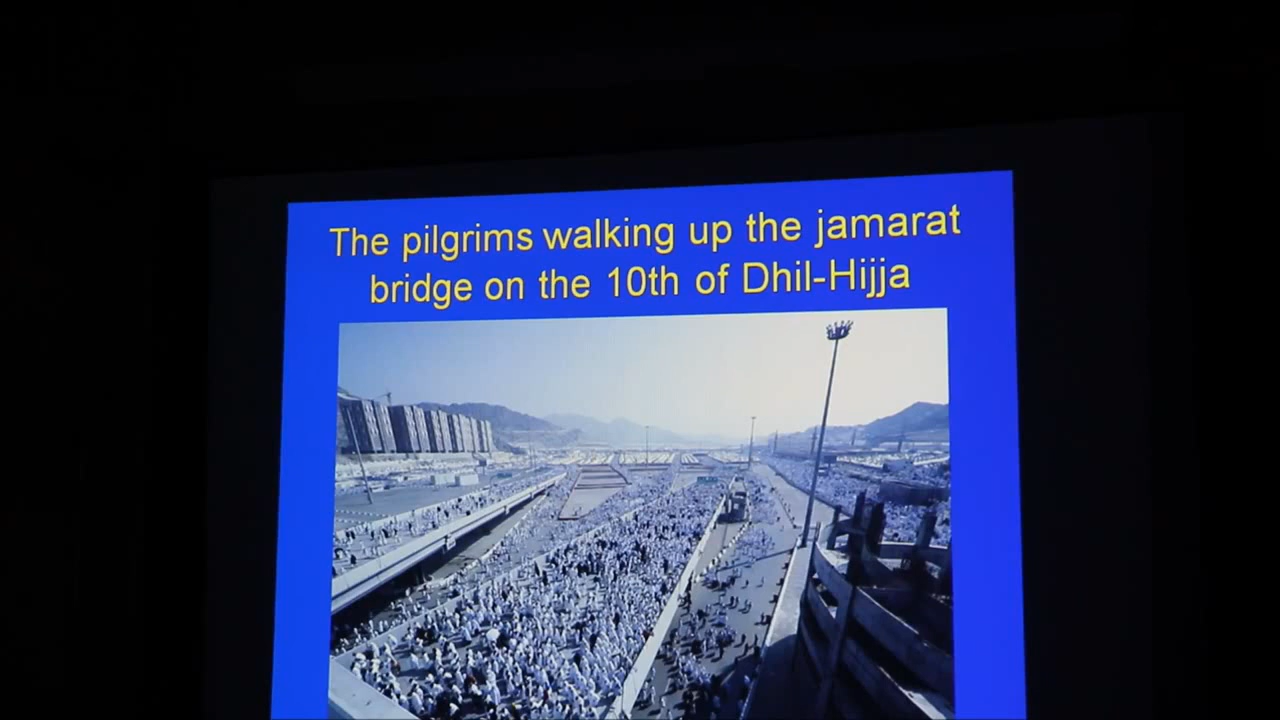 The pilgrims walking up the jamarat
bridge on the 10th of Dhil-Hijja